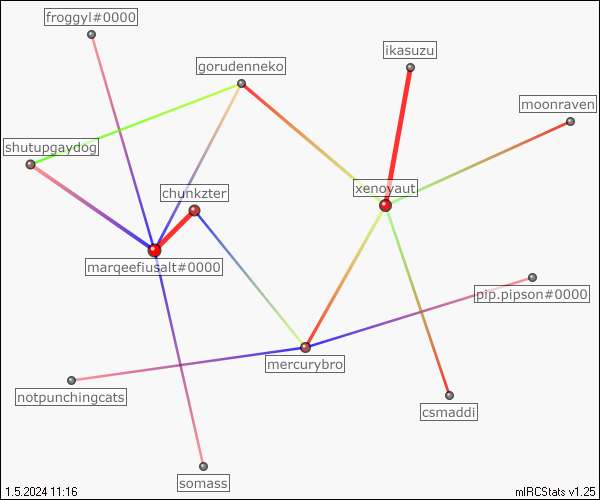 froggyl#0000
ikasuzu
gorudenneko
moonraven
shutupgaydog
chunkzter
xenoyaut
marqeefiusalt#0000
pip.pipson#0000
mercurybro
notpunchingcats
csmaddi
somass
1.5.2024 11:16
mIRCStats v1.25